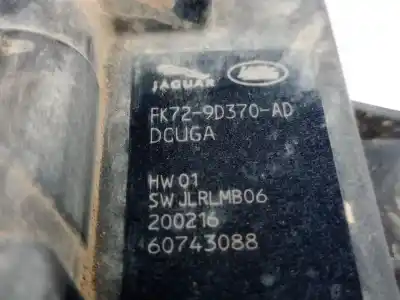 JAGUAR
FK72-9D370-AD
DCUGA
HW 01
SW JLRLMB06
200216
60743088